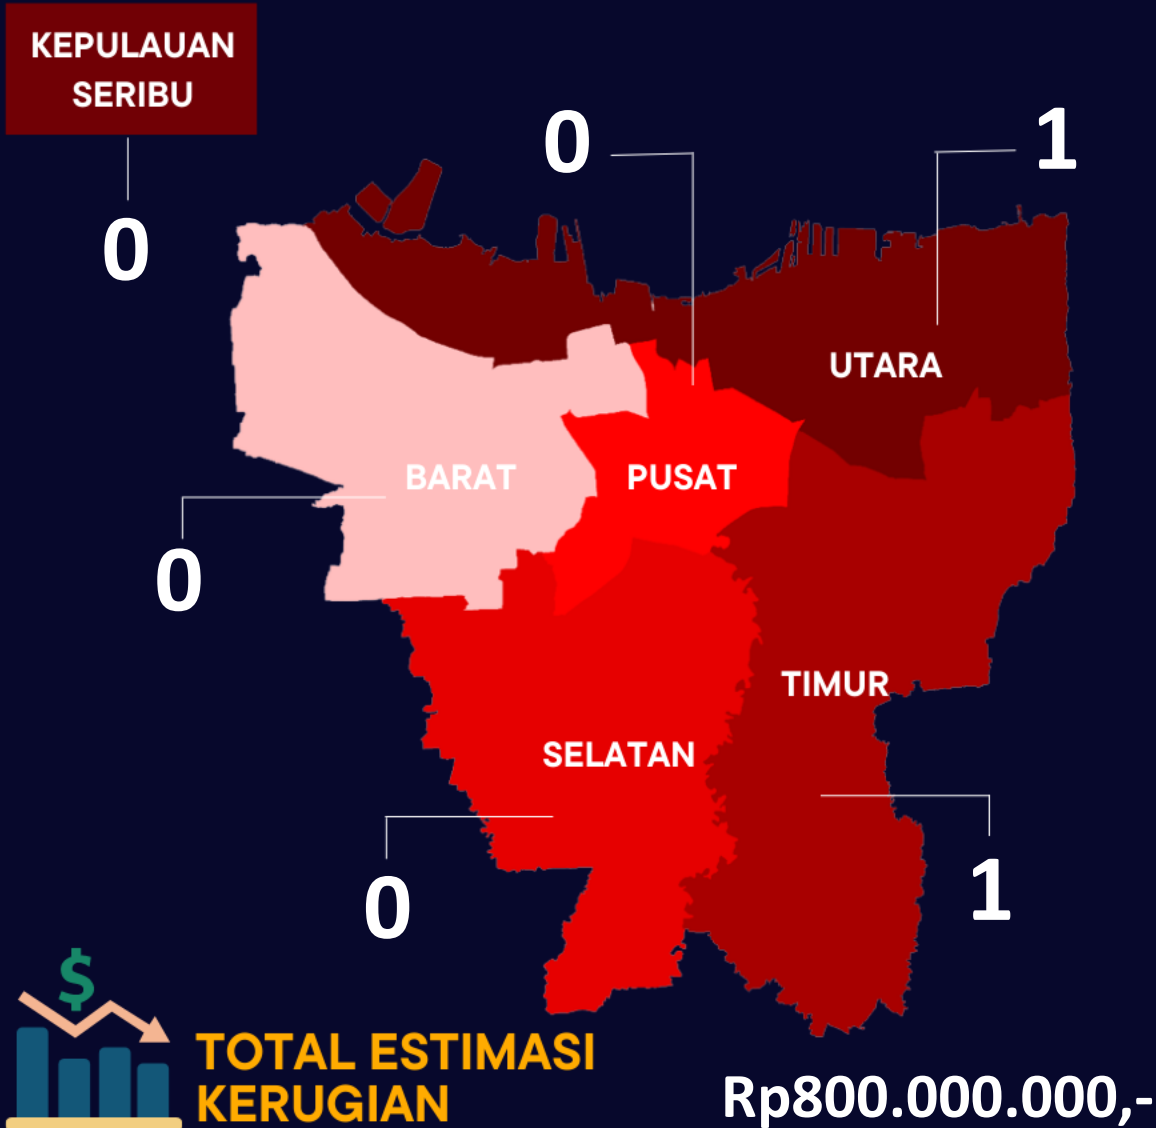 KEPULAUAN
SERIBU
0
0
1
UTARA
BARAT
PUSAT
0
TIMUR
SELATAN
0
1
$
TOTAL ESTIMASI
KERUGIAN
Rp800.000.000,-